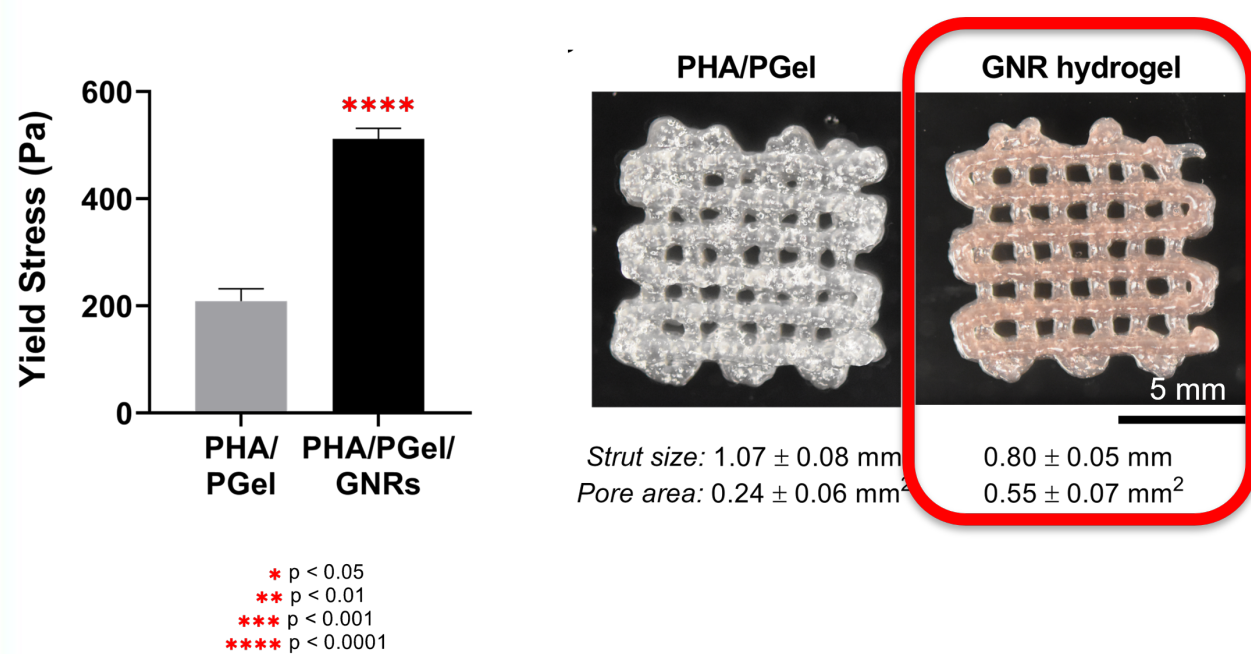 Yield Stress (Pa)
600
400
200
0
****
PHA/
PGel
PHA/PGel/
GNRs
* p < 0.05
** p < 0.01
*** p < 0.001
**** p < 0.0001
PHA/PGel
GNR hydrogel
5 mm
Strut size: 1.07 ± 0.08 mm
0.80 ± 0.05 mm
Pore area: 0.24 ± 0.06 mm²
0.55 ± 0.07 mm²